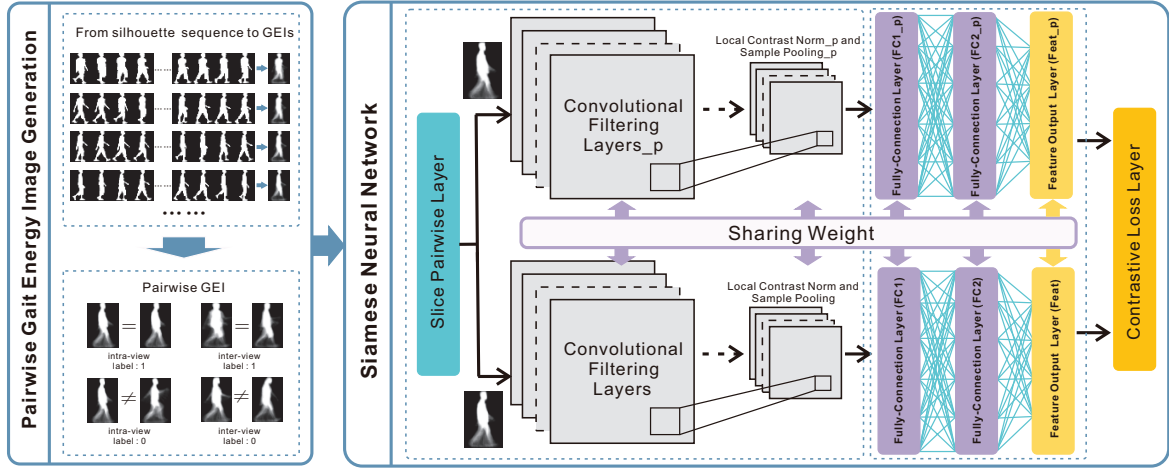 Pairwise Gait Energy Image Generation
From silhouette sequence to GEIs
Pairwise GEI
=
=
intra-view
label : 1
inter-view
label : 1
≠
≠
intra-view
label : 0
inter-view
label : 0
Siamese Neural Network
Slice Pairwise Layer
Convolutional
Filtering
Layers_p
Local Contrast Norm_p and
Sample Pooling_p
Fully-Connection Layer (FC1_p)
Fully-Connection Layer (FC2_p)
Feature Output Layer (Feat_p)
Sharing Weight
Convolutional
Filtering
Layers
Local Contrast Norm and
Sample Pooling
Fully-Connection Layer (FC1)
Fully-Connection Layer (FC2)
Feature Output Layer (Feat)
Contrastive Loss Layer